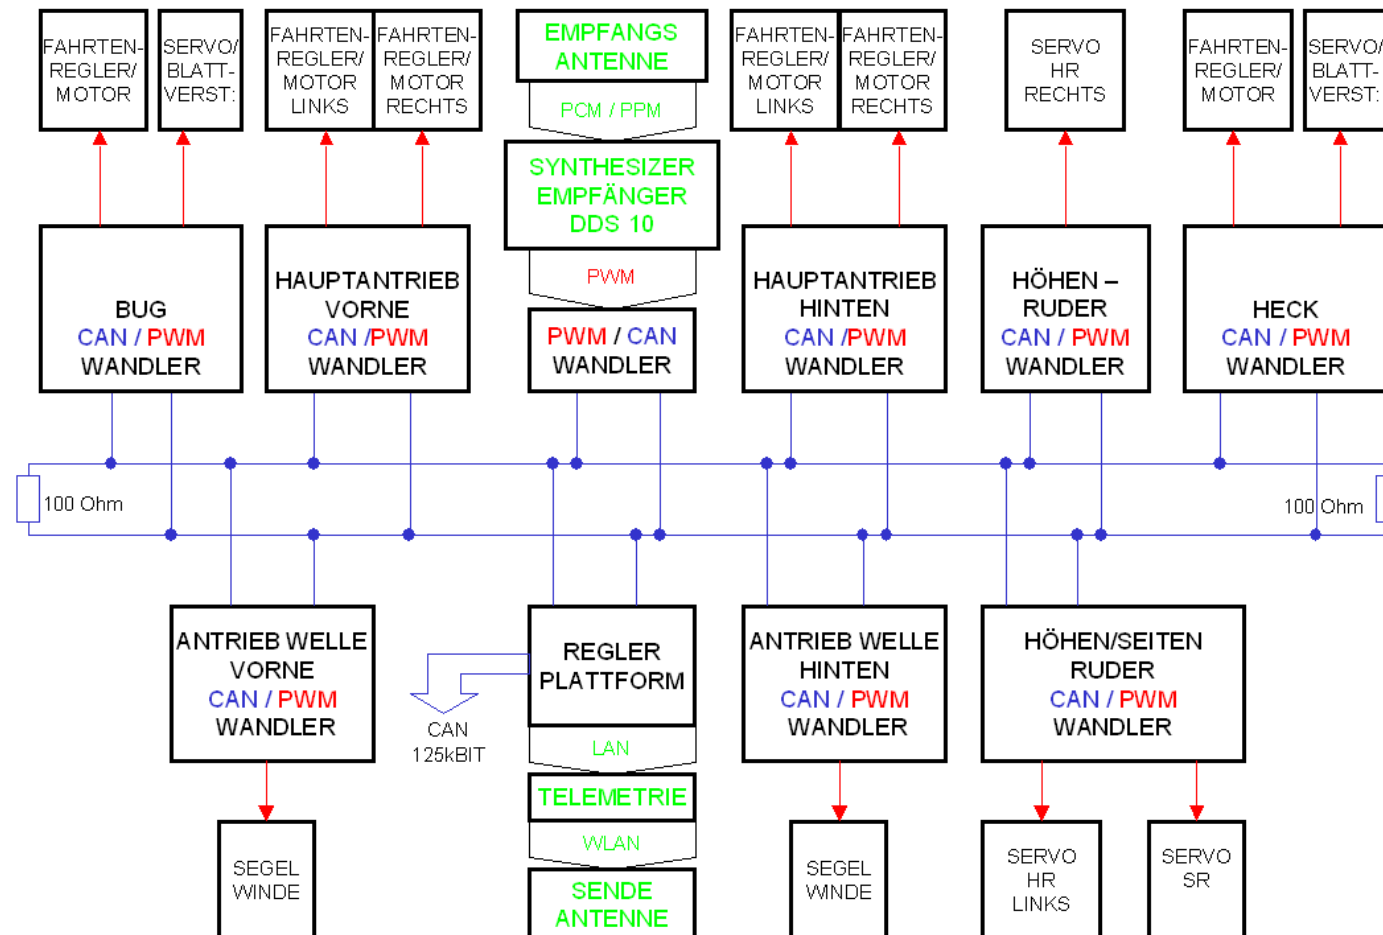 FAHRTEN-
REGLER/
MOTOR
SERVO/
BLATT-
VERST:
FAHRTEN-
REGLER/
MOTOR
LINKS
FAHRTEN-
REGLER/
MOTOR
RECHTS
EMPFANGS
ANTENNE
FAHRTEN-
REGLER/
MOTOR
LINKS
FAHRTEN-
REGLER/
MOTOR
RECHTS
SERVO
HR
RECHTS
FAHRTEN-
REGLER/
MOTOR
SERVO/
BLATT-
VERST:
PCM / PPM
SYNTHESIZER
EMPFÄNGER
DDS 10
PWM
BUG
CAN / PWM
WANDLER
HAUPTANTRIEB
VORNE
CAN /PWM
WANDLER
PWM / CAN
WANDLER
HAUPTANTRIEB
HINTEN
CAN /PWM
WANDLER
HÖHEN –
RUDER
CAN / PWM
WANDLER
HECK
CAN / PWM
WANDLER
100 Ohm
100 Ohm
ANTRIEB WELLE
VORNE
CAN / PWM
WANDLER
REGLER
PLATTFORM
ANTRIEB WELLE
HINTEN
CAN / PWM
WANDLER
HÖHEN/SEITEN
RUDER
CAN / PWM
WANDLER
CAN
125kBIT
LAN
TELEMETRIE
WLAN
SEGEL
WINDE
SENDE
ANTENNE
SEGEL
WINDE
SERVO
HR
LINKS
SERVO
SR